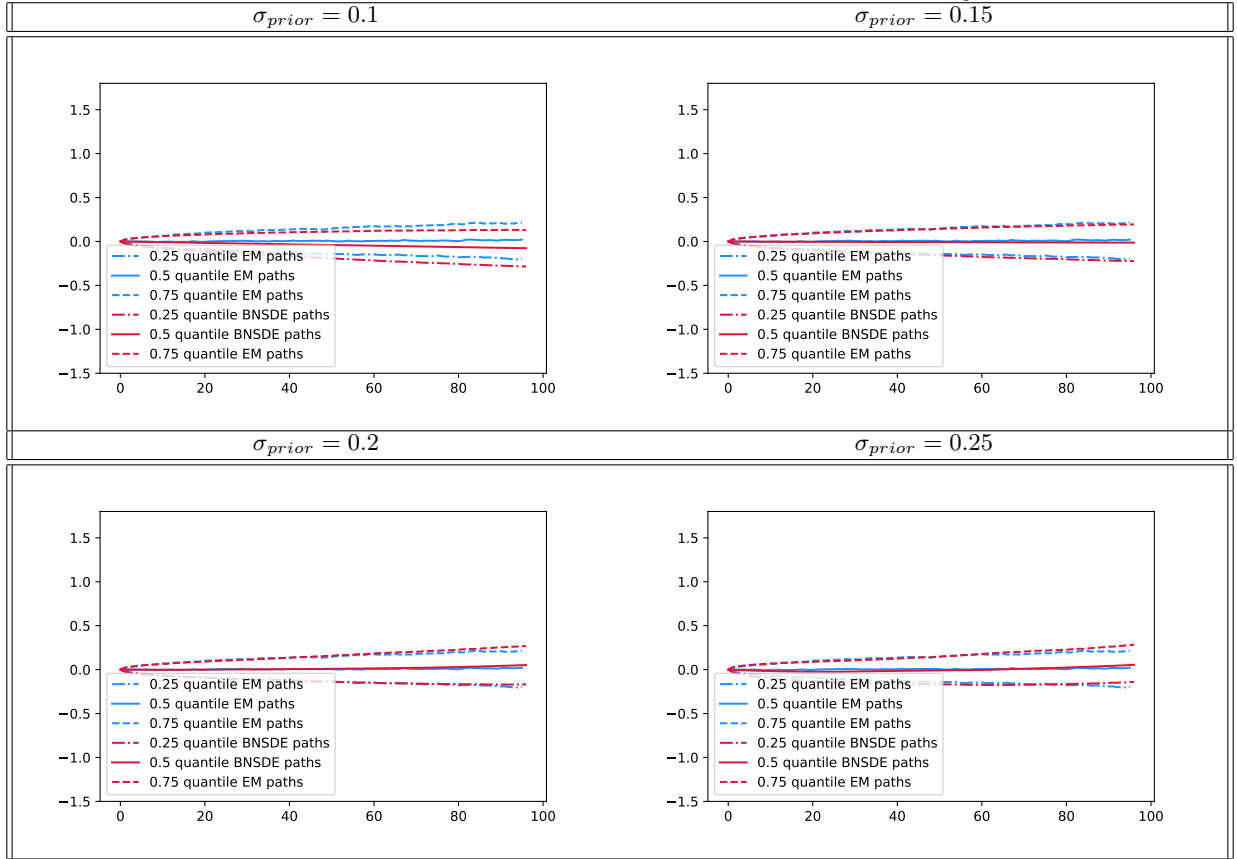 σ_prior = 0.1
σ_prior = 0.15
1.5
1.0
0.5
0.0
−0.5
−1.0
−1.5
0.25 quantile EM paths
0.5 quantile EM paths
0.75 quantile EM paths
0.25 quantile BNSDE paths
0.5 quantile BNSDE paths
0.75 quantile EM paths
0 20 40 60 80 100
1.5
1.0
0.5
0.0
−0.5
−1.0
−1.5
0.25 quantile EM paths
0.5 quantile EM paths
0.75 quantile EM paths
0.25 quantile BNSDE paths
0.5 quantile BNSDE paths
0.75 quantile EM paths
0 20 40 60 80 100
σ_prior = 0.2
σ_prior = 0.25
1.5
1.0
0.5
0.0
−0.5
−1.0
−1.5
0.25 quantile EM paths
0.5 quantile EM paths
0.75 quantile EM paths
0.25 quantile BNSDE paths
0.5 quantile BNSDE paths
0.75 quantile EM paths
0 20 40 60 80 100
1.5
1.0
0.5
0.0
−0.5
−1.0
−1.5
0.25 quantile EM paths
0.5 quantile EM paths
0.75 quantile EM paths
0.25 quantile BNSDE paths
0.5 quantile BNSDE paths
0.75 quantile EM paths
0 20 40 60 80 100